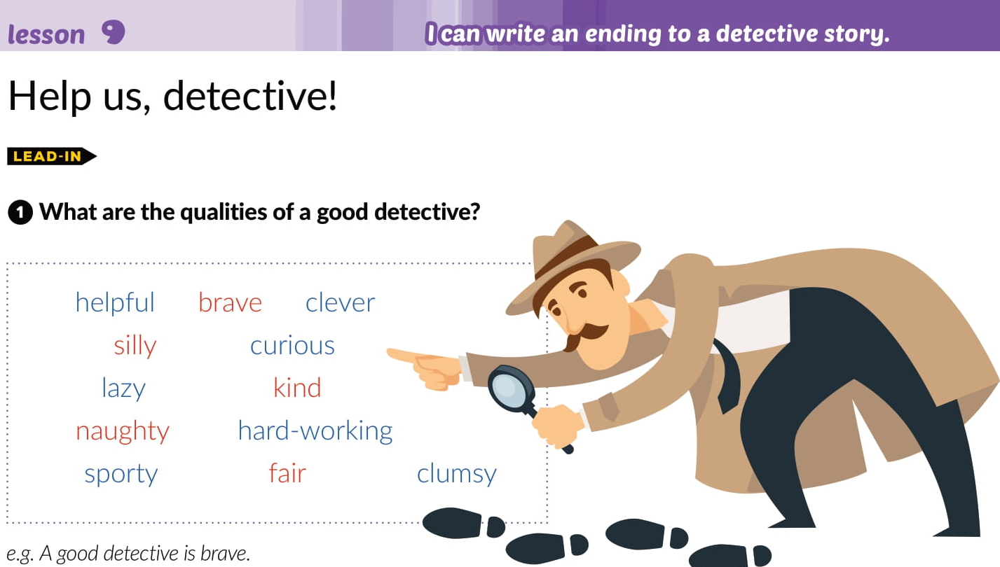 lesson 9
I can write an ending to a detective story.
Help us, detective!
LEAD-IN
1 What are the qualities of a good detective?
helpful brave clever
silly curious
lazy kind
naughty hard-working
sporty fair clumsy
e.g. A good detective is brave.